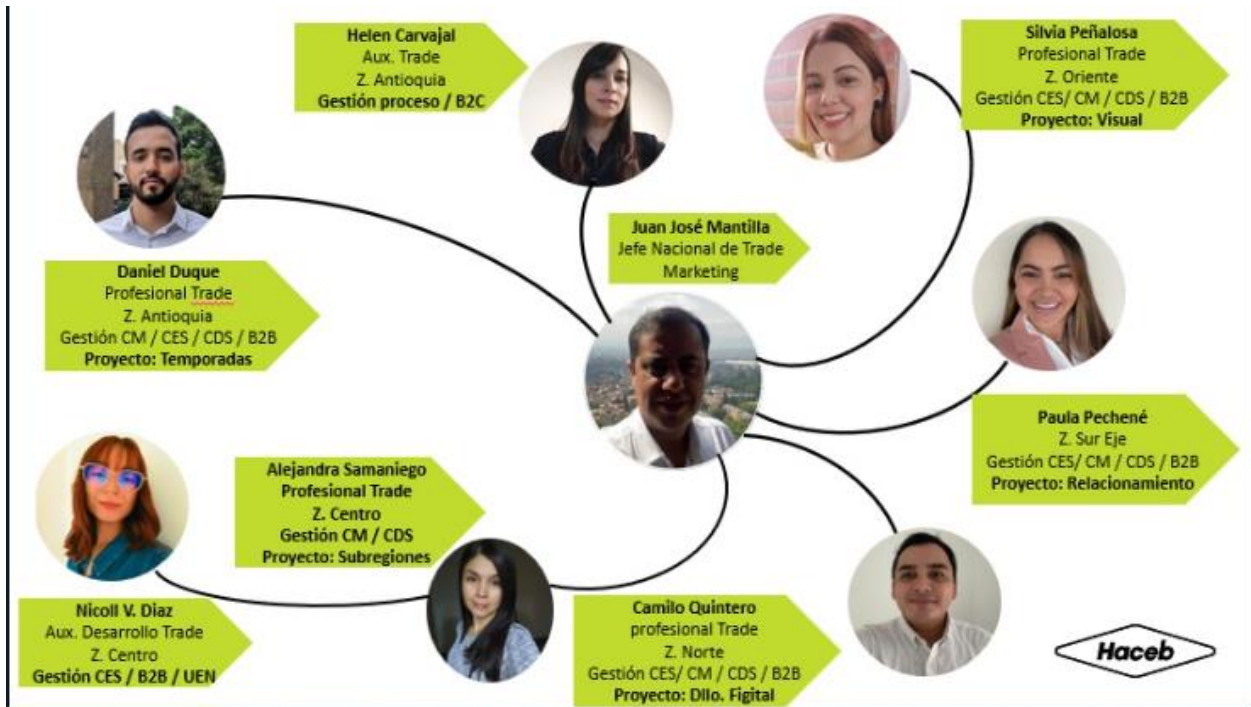 Helen Carvajal
Aux. Trade
Z. Antioquia
Gestión proceso / B2C
Silvia Peñalosa
Profesional Trade
Z. Oriente
Gestión CES/ CM / CDS / B2B
Proyecto: Visual
Juan José Mantilla
Jefe Nacional de Trade
Marketing
Daniel Duque
Profesional Trade
Z. Antioquia
Gestión CM / CES / CDS / B2B
Proyecto: Temporadas
Paula Pechené
Z. Sur Eje
Gestión CES/ CM / CDS / B2B
Proyecto: Relacionamiento
Alejandra Samaniego
Profesional Trade
Z. Centro
Gestión CM / CDS
Proyecto: Subregiones
Nicoll V. Diaz
Aux. Desarrollo Trade
Z. Centro
Gestión CES / B2B / UEN
Camilo Quintero
profesional Trade
Z. Norte
Gestión CES/ CM / CDS / B2B
Proyecto: Dllo. Figital
Haceb